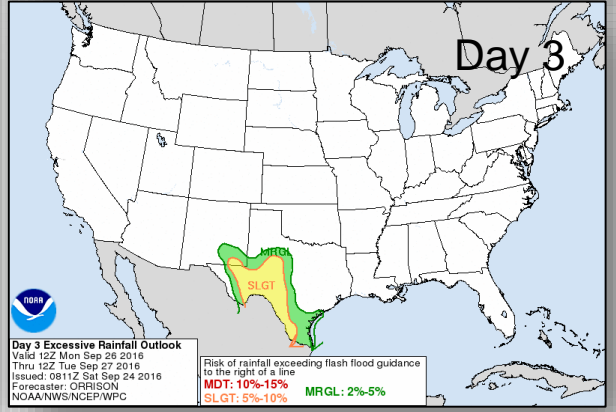 Day 3
MRGL
SLGT
NOAA
Day 3 Excessive Rainfall Outlook
Valid 12Z Mon Sep 26 2016
Thru 12Z Tue Sep 27 2016
Issued: 0811Z Sat Sep 24 2016
Forecaster: ORRISON
NOAA/NWS/NCEP/WPC
Risk of rainfall exceeding flash flood guidance
to the right of a line
MDT: 10%-15%
SLGT: 5%-10%
MRGL: 2%-5%